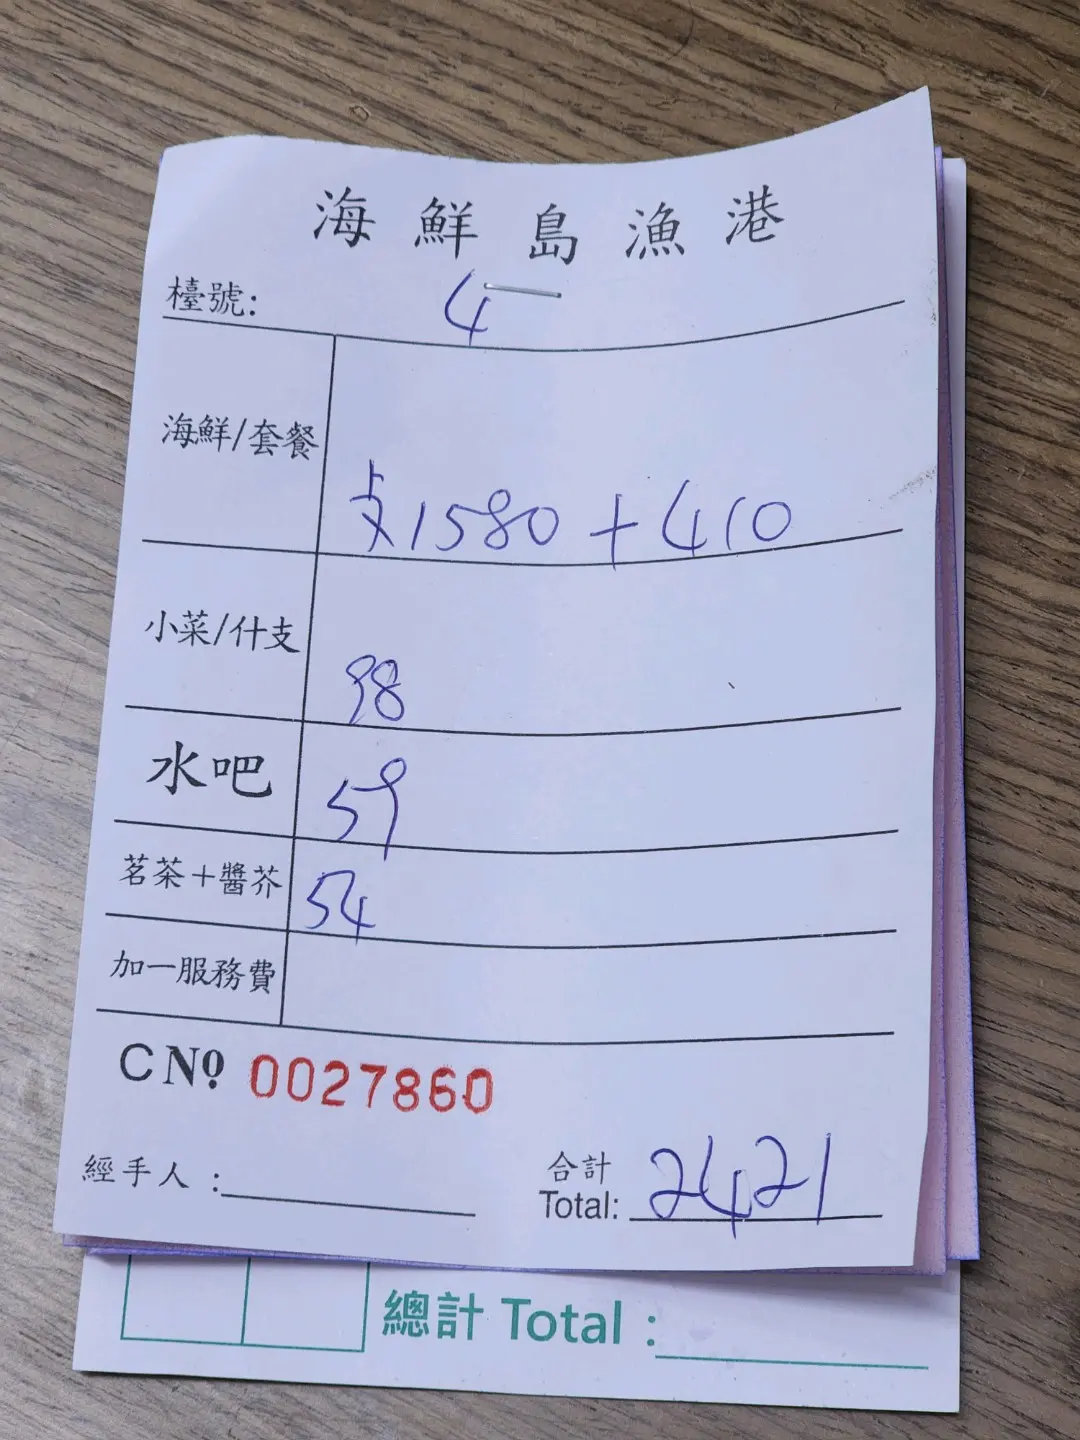 海鮮島漁港
檯號: 4
海鮮/套餐 1580 + 410
小菜/什支 98
水吧 59
茗茶+醬芥 54
加一服務費
C No. 0027860
經手人 :
合計
Total: 2421
總計 Total :